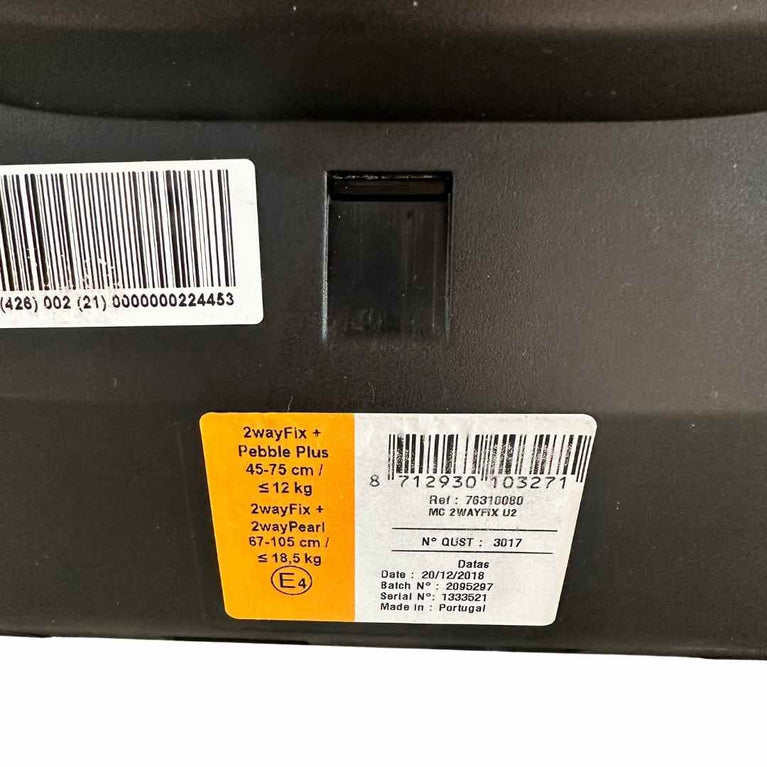 (426) 002 (21) 0000000224453
2wayFix +
Pebble Plus
45-75 cm /
≤ 12 kg
2wayFix +
2wayPearl
67-105 cm /
≤ 18,5 kg
E4
8 712930 103271
Ref : 76310080
MC 2WAYFIX U2
N° QUST : 3017
Datas
Date : 20/12/2018
Batch N° : 2095297
Serial N°: 1333521
Made in : Portugal